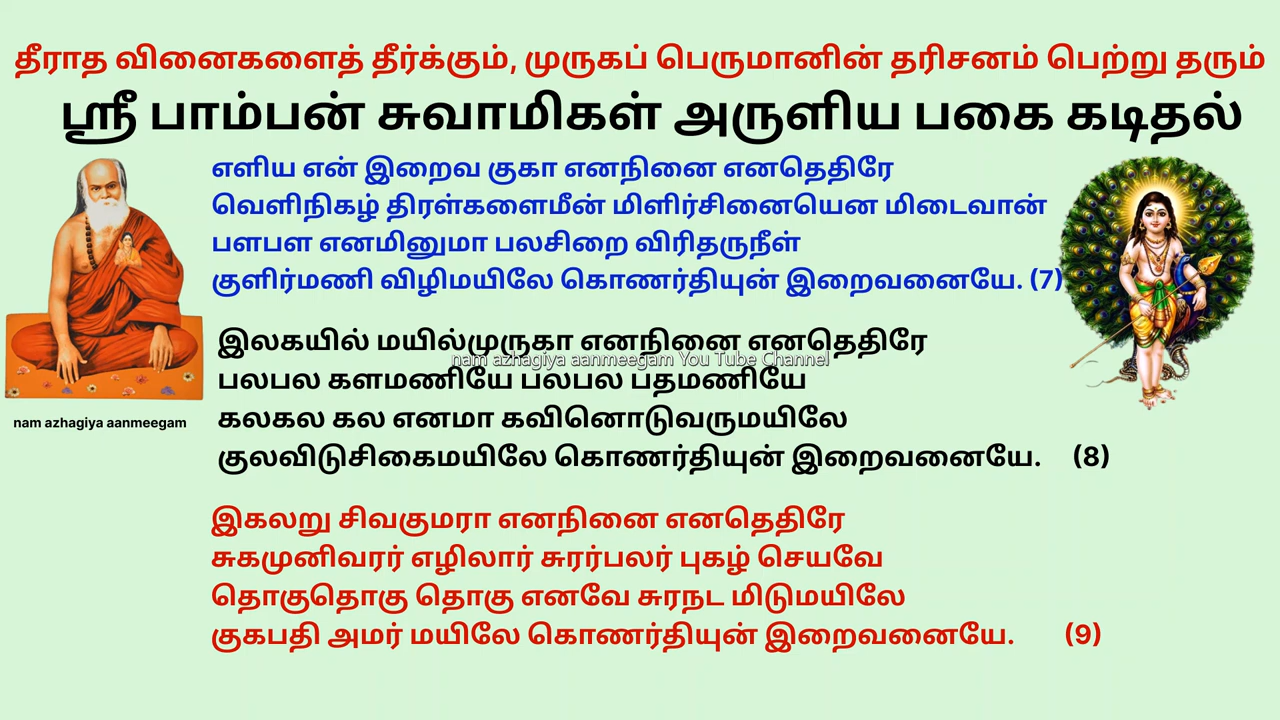 தீராத வினைகளைத் தீர்க்கும், முருகப் பெருமானின் தரிசனம் பெற்று தரும்
ஸ்ரீ பாம்பன் சுவாமிகள் அருளிய பகை கடிதல்
எளிய என் இறைவ குகா எனநினை எனதெதிரே
வெளிநிகழ் திரள்களைமீன் மிளிர்சினையென மிடைவான்
பளபள எனமினுமா பலசிறை விரிதருநீள்
குளிர்மணி விழிமயிலே கொணர்தியுன் இறைவனையே. (7)
இலகயில் மயில்முருகா எனநினை எனதெதிரே
nam azhagiya aanmeegam You Tube Channel
பலபல களமணியே பலபல பதமணியே
கலகல கல எனமா கவினொடுவருமயிலே
nam azhagiya aanmeegam
குலவிடுசிகைமயிலே கொணர்தியுன் இறைவனையே. (8)
இகலறு சிவகுமரா எனநினை எனதெதிரே
சுகமுனிவரர் எழிலார் சுரர்பலர் புகழ் செயவே
தொகுதொகு தொகு எனவே சுரநட மிடுமயிலே
குகபதி அமர் மயிலே கொணர்தியுன் இறைவனையே. (9)